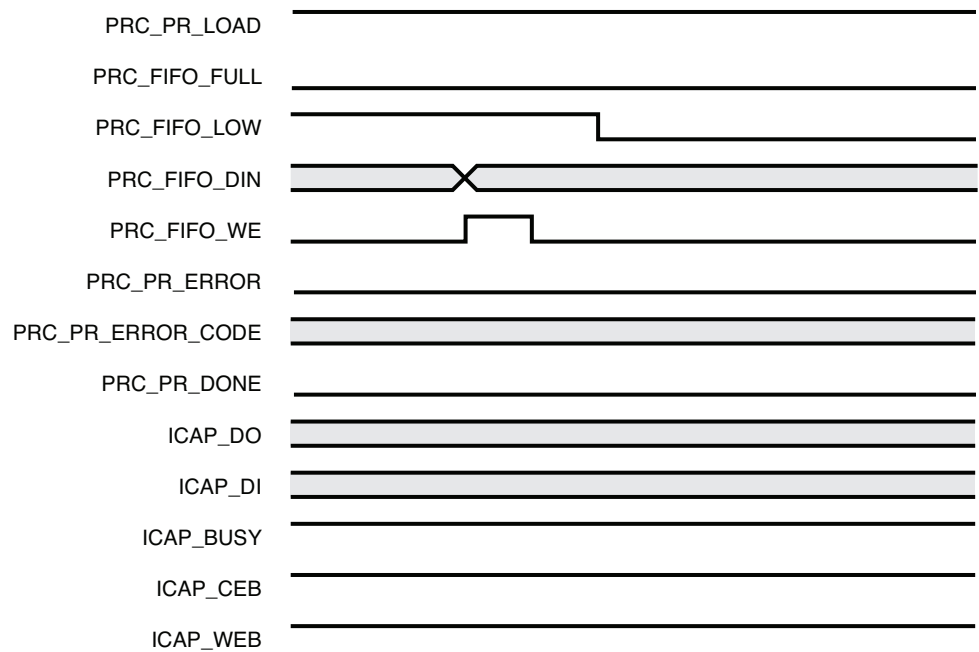 PRC_PR_LOAD
PRC_FIFO_FULL
PRC_FIFO_LOW
PRC_FIFO_DIN
PRC_FIFO_WE
PRC_PR_ERROR
PRC_PR_ERROR_CODE
PRC_PR_DONE
ICAP_DO
ICAP_DI
ICAP_BUSY
ICAP_CEB
ICAP_WEB